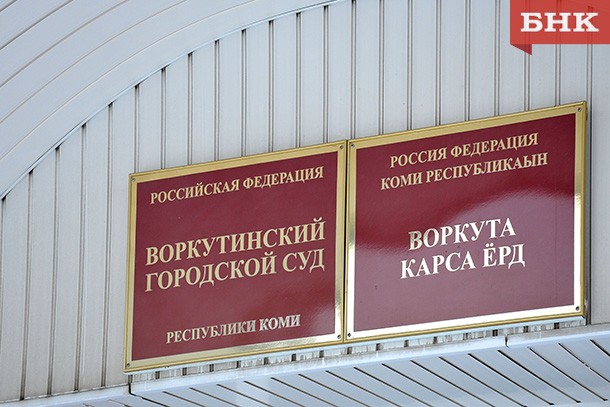 БНК
РОССИЙСКАЯ ФЕДЕРАЦИЯ
ВОРКУТИНСКИЙ
ГОРОДСКОЙ СУД
РЕСПУБЛИКИ КОМИ
РОССИЯ ФЕДЕРАЦИЯ
КОМИ РЕСПУБЛИКАЫН
ВОРКУТА
КАРСА ЁРД